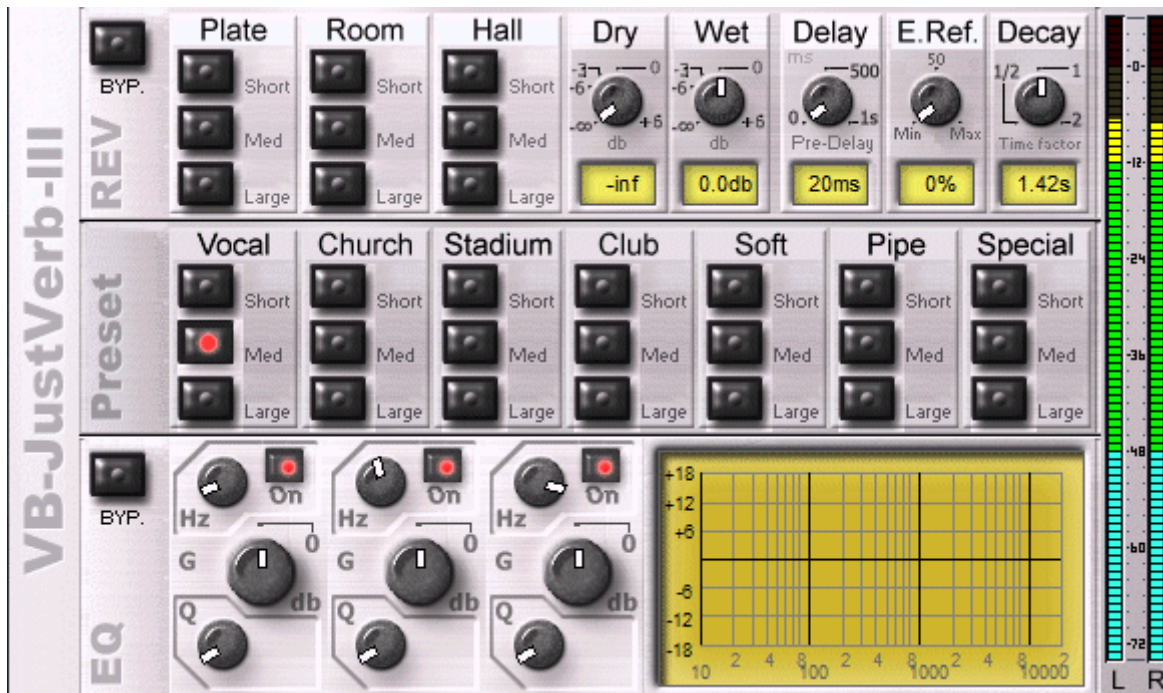 VB-JustVerb-III
REV
BYP.
Plate
Short
Med
Large
Room
Short
Med
Large
Hall
Short
Med
Large
Dry
-3
0
-6
-∞
+6
db
-inf
Wet
-3
0
-6
-∞
+6
db
0.0db
Delay
ms
500
0.
1s
Pre-Delay
20ms
E.Ref.
50
Min
Max
0%
Decay
1/2
1
2
Time factor
1.42s
Preset
Vocal
Short
Med
Large
Church
Short
Med
Large
Stadium
Short
Med
Large
Club
Short
Med
Large
Soft
Short
Med
Large
Pipe
Short
Med
Large
Special
Short
Med
Large
EQ
BYP.
On
Hz
0
G
db
Q
On
Hz
0
G
db
Q
On
Hz
0
G
db
Q
+18
+12
+6
-6
-12
-18
10 2 4 8 100 2 4 8 1000 2 4 8 10000 2
-0-
-12-
-24
-36
-48
-60
-72
L R